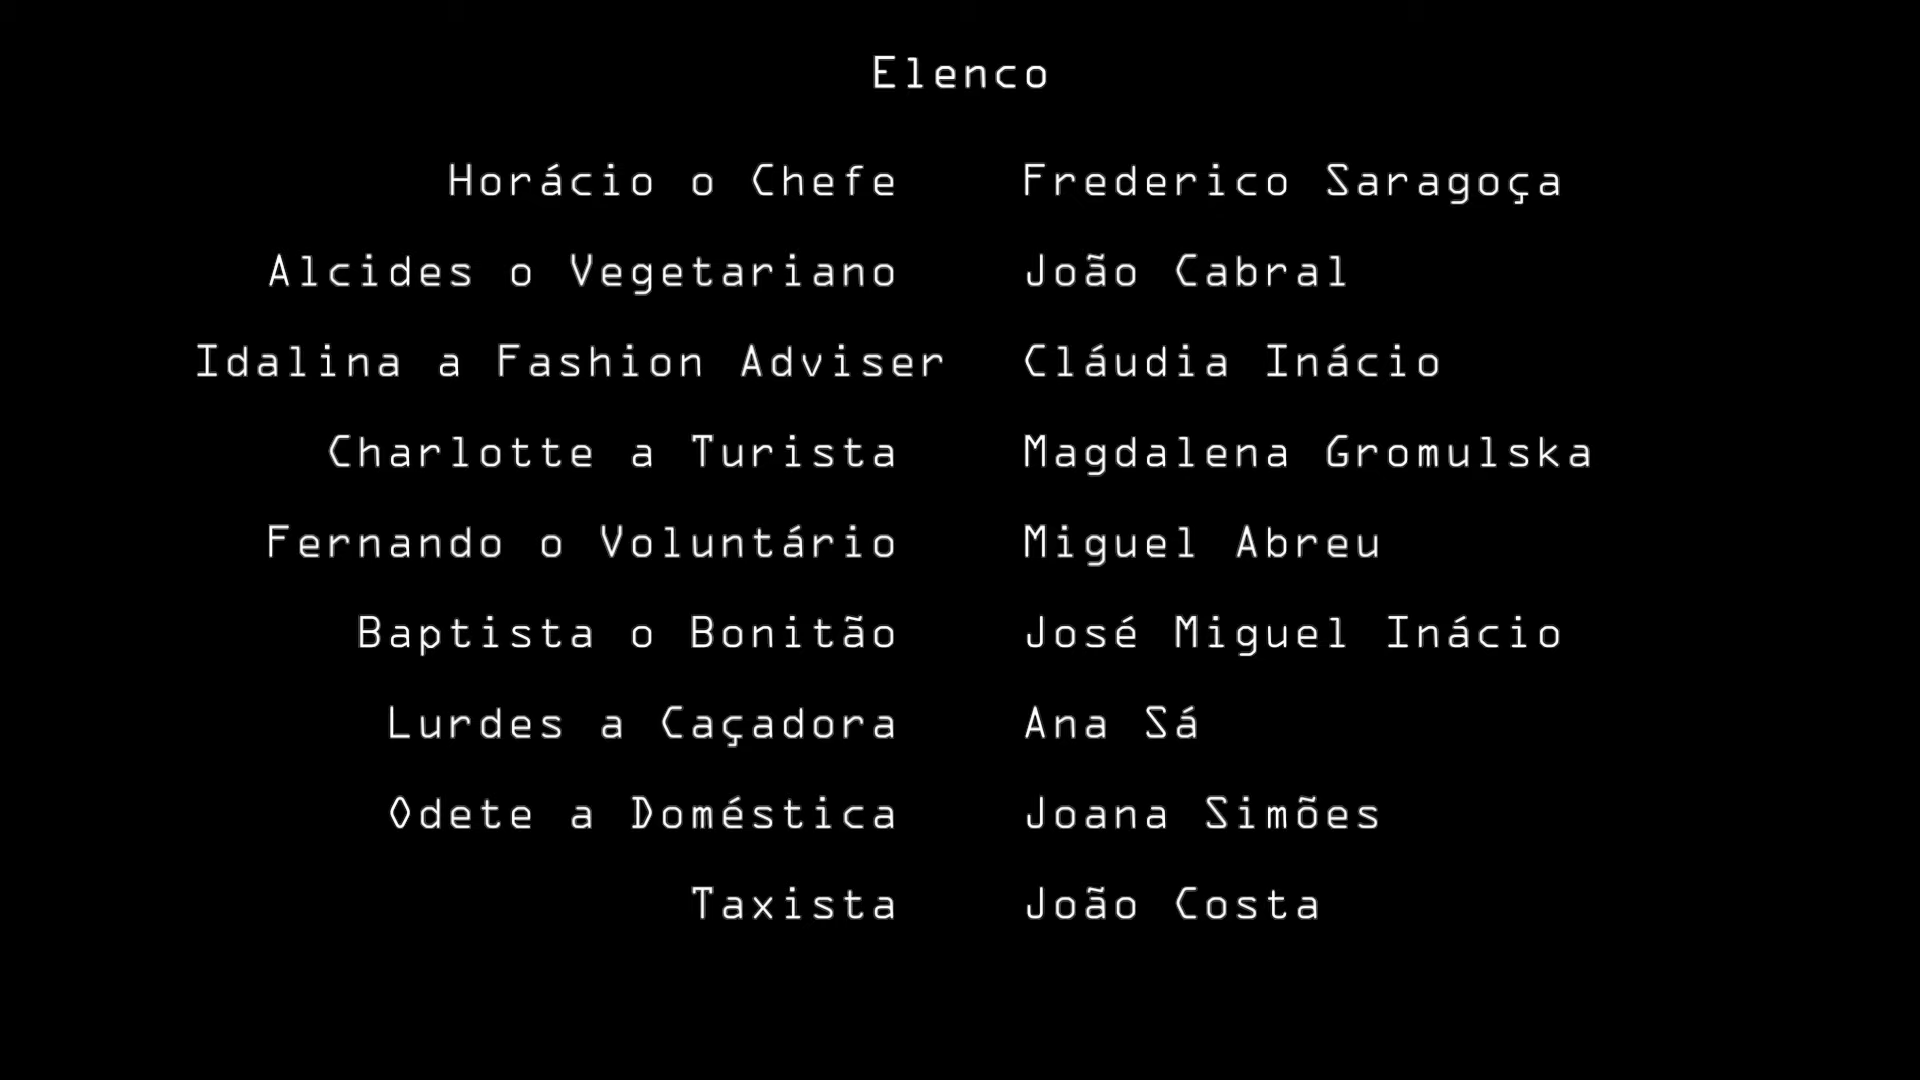 Elenco
Horácio o Chefe Frederico Saragoça
Alcides o Vegetariano João Cabral
Idalina a Fashion Adviser Cláudia Inácio
Charlotte a Turista Magdalena Gromulska
Fernando o Voluntário Miguel Abreu
Baptista o Bonitão José Miguel Inácio
Lurdes a Caçadora Ana Sá
Odete a Doméstica Joana Simões
Taxista João Costa